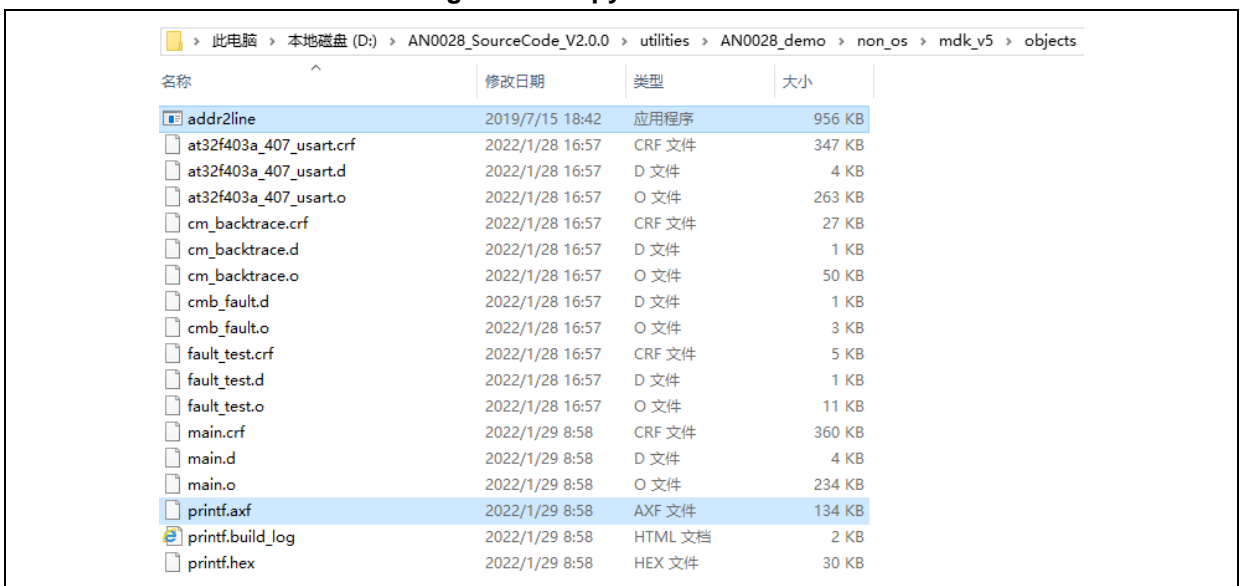 › 此电脑 › 本地磁盘 (D:) › AN0028_SourceCode_V2.0.0 › utilities › AN0028_demo › non_os › mdk_v5 › objects
名称 修改日期 类型 大小
addr2line 2019/7/15 18:42 应用程序 956 KB
at32f403a_407_usart.crf 2022/1/28 16:57 CRF 文件 347 KB
at32f403a_407_usart.d 2022/1/28 16:57 D 文件 4 KB
at32f403a_407_usart.o 2022/1/28 16:57 O 文件 263 KB
cm_backtrace.crf 2022/1/28 16:57 CRF 文件 27 KB
cm_backtrace.d 2022/1/28 16:57 D 文件 1 KB
cm_backtrace.o 2022/1/28 16:57 O 文件 50 KB
cmb_fault.d 2022/1/28 16:57 D 文件 1 KB
cmb_fault.o 2022/1/28 16:57 O 文件 3 KB
fault_test.crf 2022/1/28 16:57 CRF 文件 5 KB
fault_test.d 2022/1/28 16:57 D 文件 1 KB
fault_test.o 2022/1/28 16:57 O 文件 11 KB
main.crf 2022/1/29 8:58 CRF 文件 360 KB
main.d 2022/1/29 8:58 D 文件 4 KB
main.o 2022/1/29 8:58 O 文件 234 KB
printf.axf 2022/1/29 8:58 AXF 文件 134 KB
printf.build_log 2022/1/29 8:58 HTML 文档 2 KB
printf.hex 2022/1/29 8:58 HEX 文件 30 KB